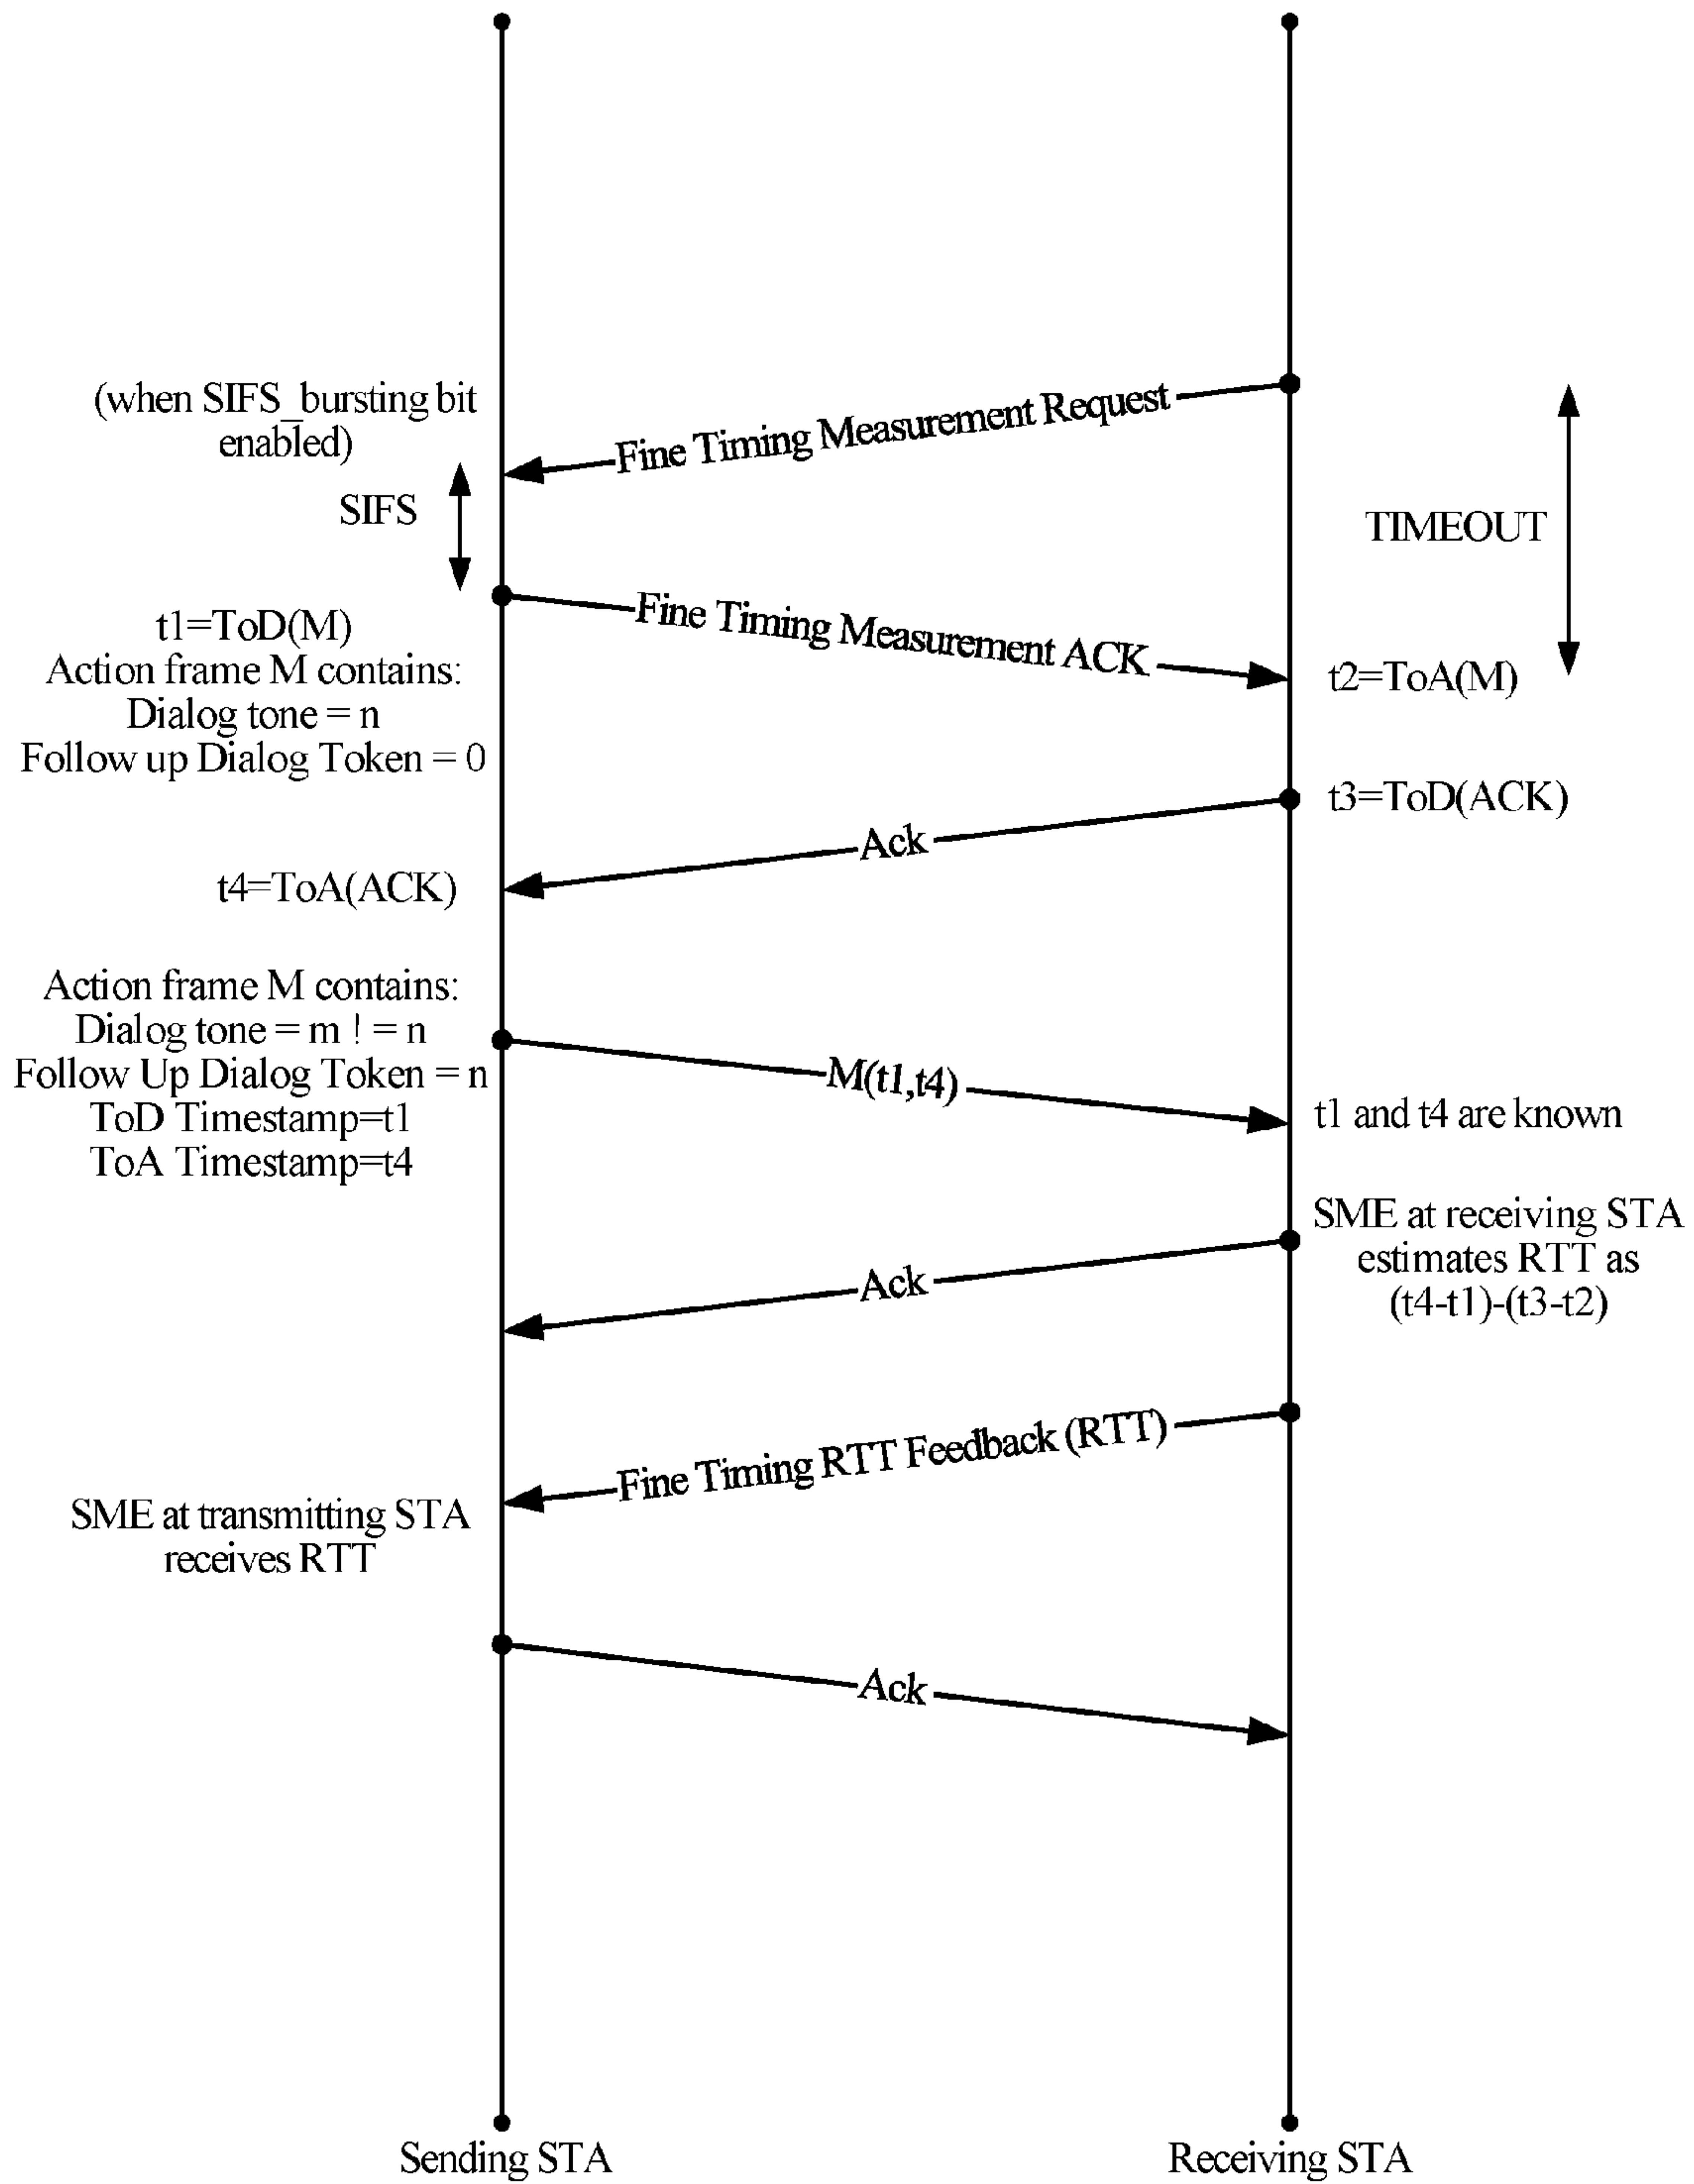 (when SIFS_bursting bit
enabled)
Fine Timing Measurement Request
SIFS
TIMEOUT
Fine Timing Measurement ACK
t1=ToD(M)
Action frame M contains:
Dialog tone = n
Follow up Dialog Token = 0
t2=ToA(M)
t3=ToD(ACK)
Ack
t4=ToA(ACK)
Action frame M contains:
Dialog tone = m ! = n
Follow Up Dialog Token = n
ToD Timestamp=t1
ToA Timestamp=t4
M(t1,t4)
t1 and t4 are known
SME at receiving STA
estimates RTT as
(t4-t1)-(t3-t2)
Ack
Fine Timing RTT Feedback (RTT)
SME at transmitting STA
receives RTT
Ack
Sending STA
Receiving STA